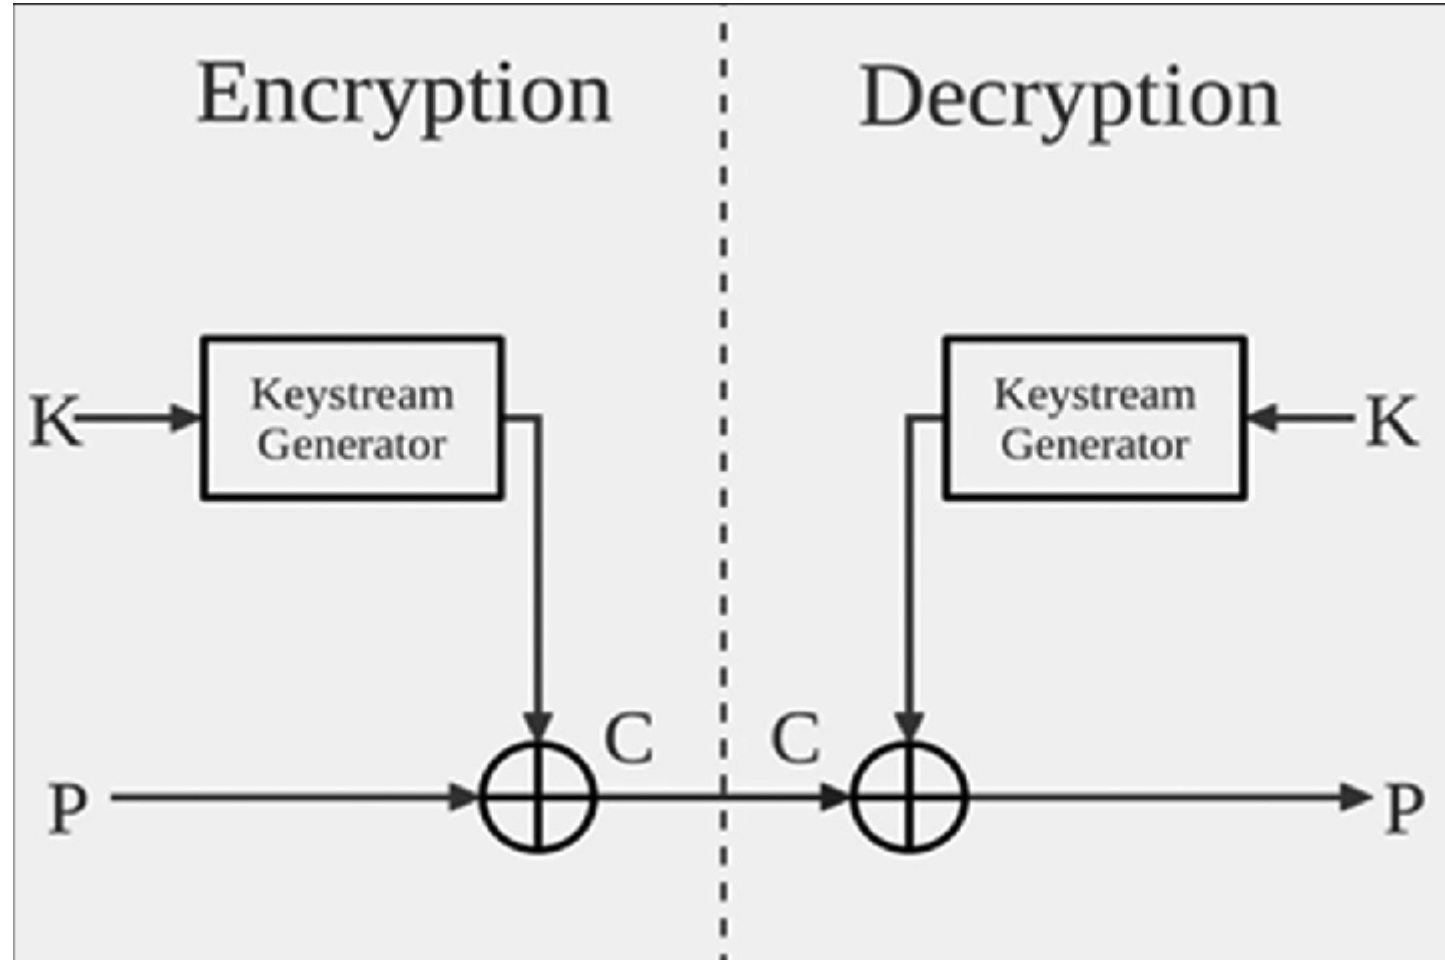 Encryption
Decryption
K
Keystream
Generator
Keystream
Generator
K
C
C
P
P